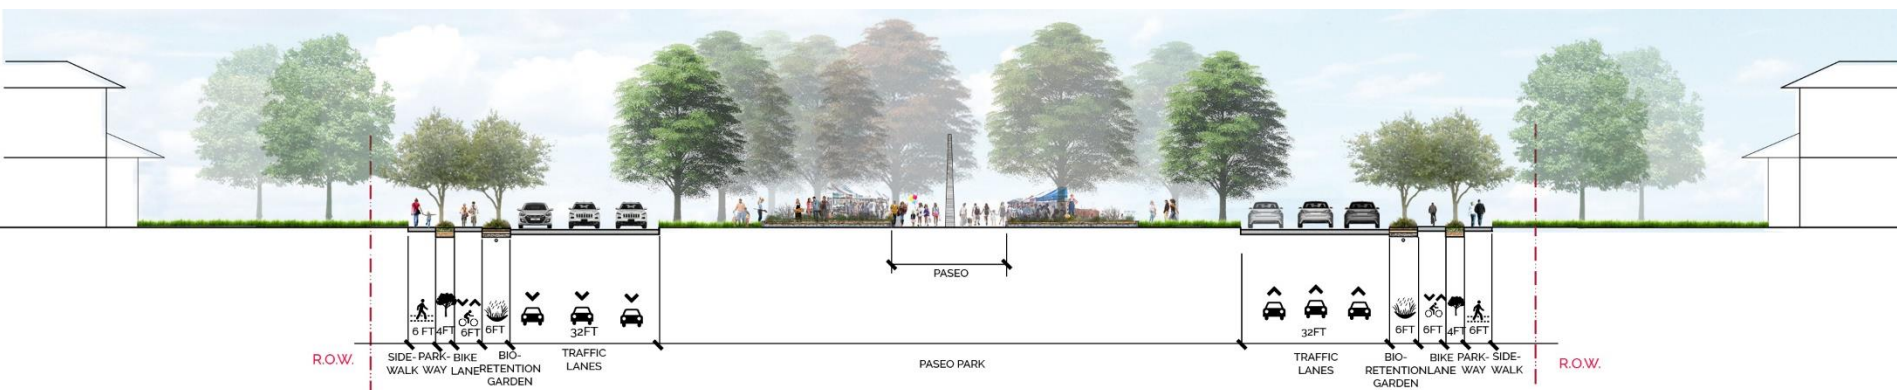 PASEO
6 FT
4FT
6FT
6FT
32FT
32FT
6FT
6FT
4FT
6FT
R.O.W.
SIDE-
WALK
PARK-
WAY
BIKE
LANE
BIO-
RETENTION
GARDEN
TRAFFIC
LANES
PASEO PARK
TRAFFIC
LANES
BIO-
RETENTION
GARDEN
BIKE
LANE
PARK-
WAY
SIDE-
WALK
R.O.W.